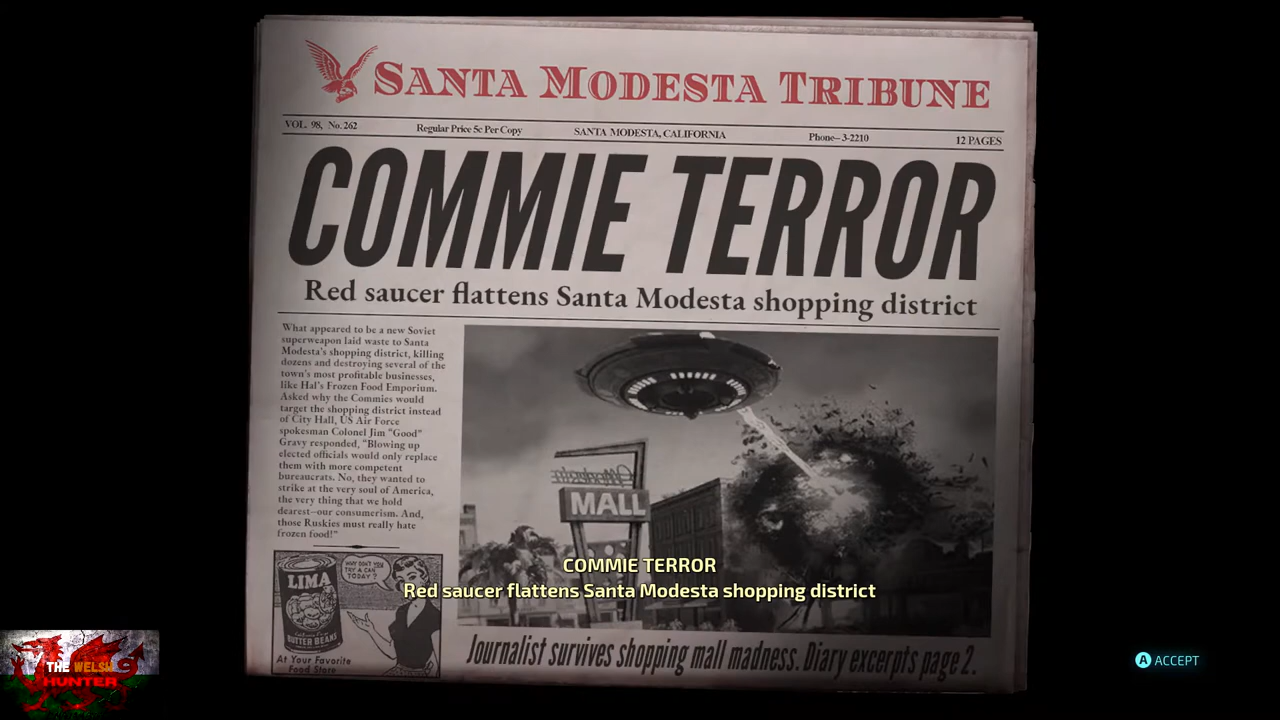 SANTA MODESTA TRIBUNE
VOL. 98, No. 262
Regular Price 5c Per Copy
SANTA MODESTA, CALIFORNIA
Phone– 3-2210
12 PAGES
COMMIE TERROR
Red saucer flattens Santa Modesta shopping district
What appeared to be a new Soviet
superweapon laid waste to Santa
Modesta's shopping district, killing
dozens and destroying several of the
town's most profitable businesses,
like Hal's Frozen Food Emporium.
Asked why the Commies would
target the shopping district instead
of City Hall, US Air Force
spokesman Colonel Jim "Good"
Gravy responded, "Blowing up
elected officials would only replace
them with more competent
bureaucrats. No, they wanted to
strike at the very soul of America,
the very thing that we hold
dearest–our consumerism. And,
those Ruskies must really hate
frozen food!"
MALL
LIMA
BUTTER BEANS
WHY DON'T YOU
TRY A CAN
TODAY?
At Your Favorite
Food Store
COMMIE TERROR
Red saucer flattens Santa Modesta shopping district
Journalist survives shopping mall madness. Diary excerpts page 2.
THE WELSH
HUNTER
A ACCEPT